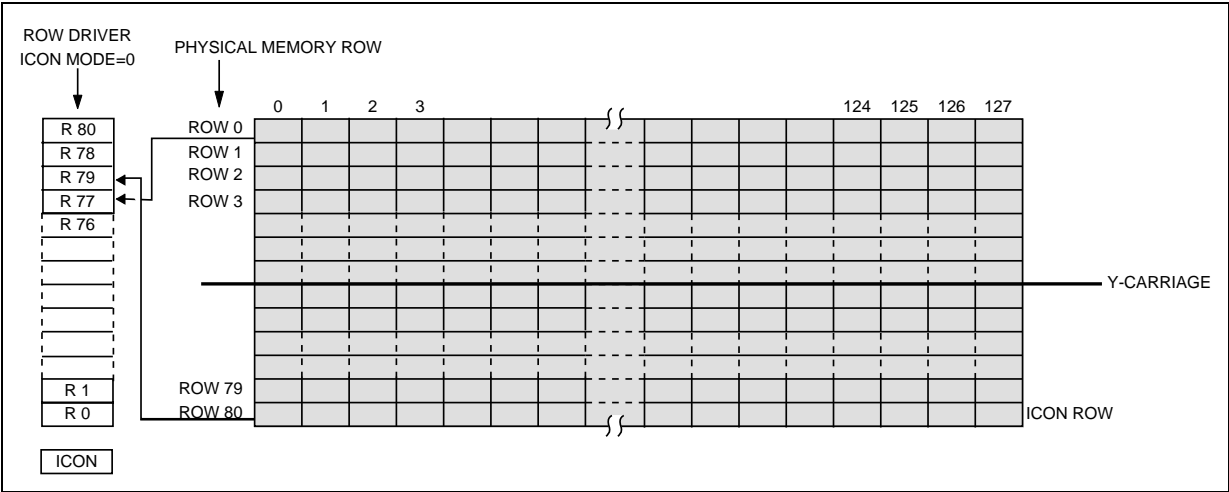 ROW DRIVER
ICON MODE=0
PHYSICAL MEMORY ROW
0 1 2 3 124 125 126 127
R 80 ROW 0
R 78 ROW 1
R 79 ROW 2
R 77 ROW 3
R 76
Y-CARRIAGE
R 1 ROW 79
R 0 ROW 80 ICON ROW
ICON